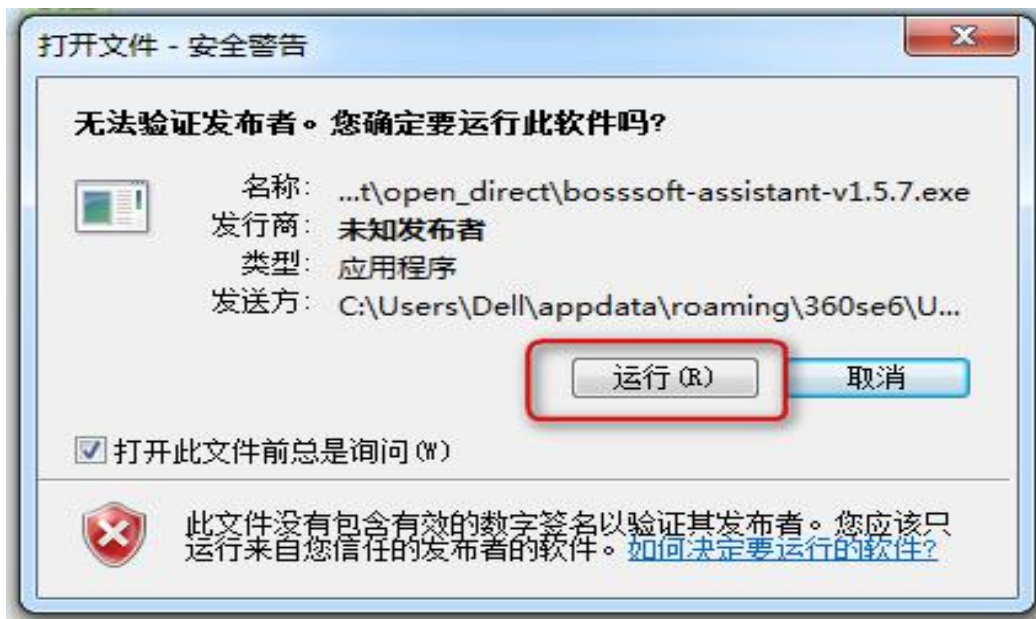 打开文件 - 安全警告
无法验证发布者。您确定要运行此软件吗?
名称: ...t\open_direct\bosssoft-assistant-v1.5.7.exe
发行商: 未知发布者
类型: 应用程序
发送方: C:\Users\Dell\appdata\roaming\360se6\U...
运行(R) 取消
打开此文件前总是询问(W)
此文件没有包含有效的数字签名以验证其发布者。您应该只
运行来自您信任的发布者的软件。如何决定要运行的软件?